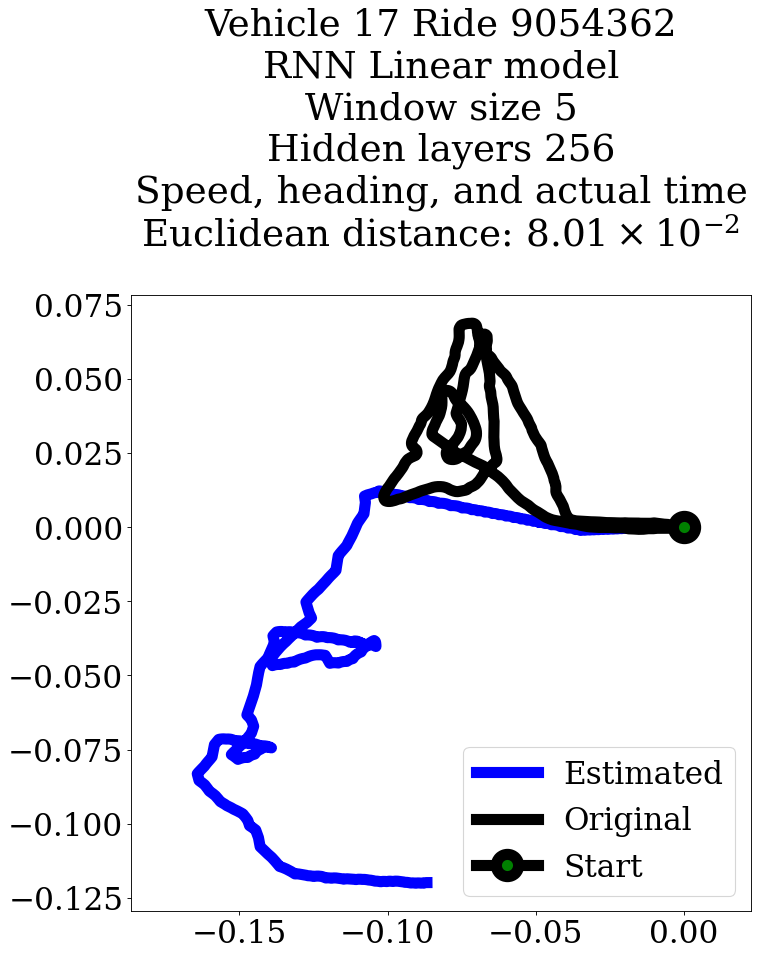 Vehicle 17 Ride 9054362
RNN Linear model
Window size 5
Hidden layers 256
Speed, heading, and actual time
Euclidean distance: 8.01 × 10⁻²
0.075
0.050
0.025
0.000
−0.025
−0.050
−0.075
−0.100
−0.125
Estimated
Original
Start
−0.15
−0.10
−0.05
0.00